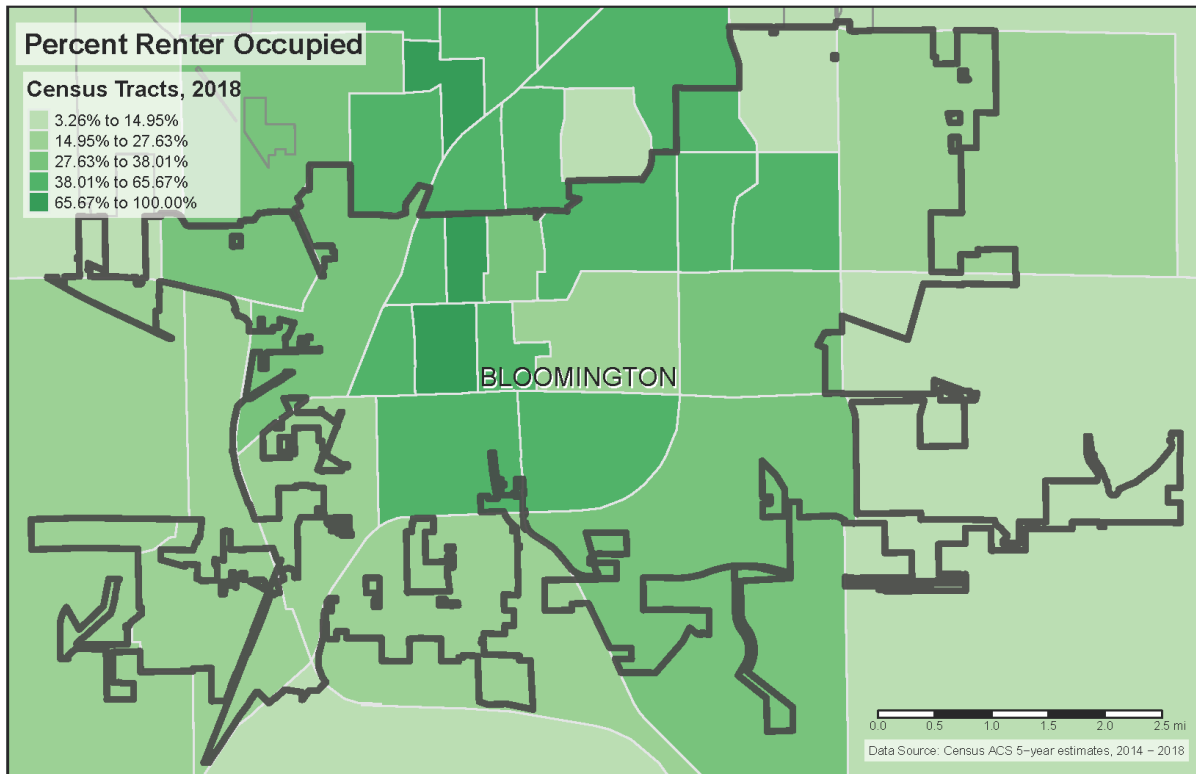 Percent Renter Occupied
Census Tracts, 2018
3.26% to 14.95%
14.95% to 27.63%
27.63% to 38.01%
38.01% to 65.67%
65.67% to 100.00%
BLOOMINGTON
0.0 0.5 1.0 2.0 2.5 mi
Data Source: Census ACS 5−year estimates, 2014 − 2018